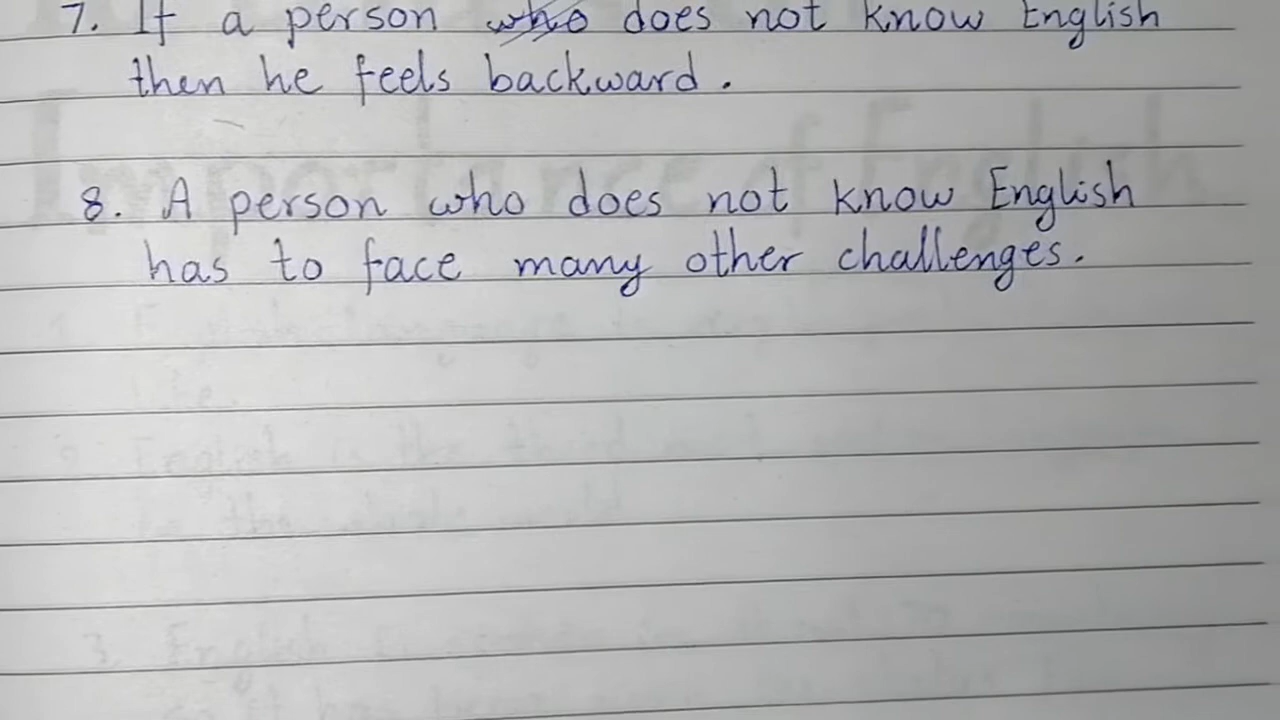 7. If a person who does not know English
then he feels backward.
8. A person who does not know English
has to face many other challenges.